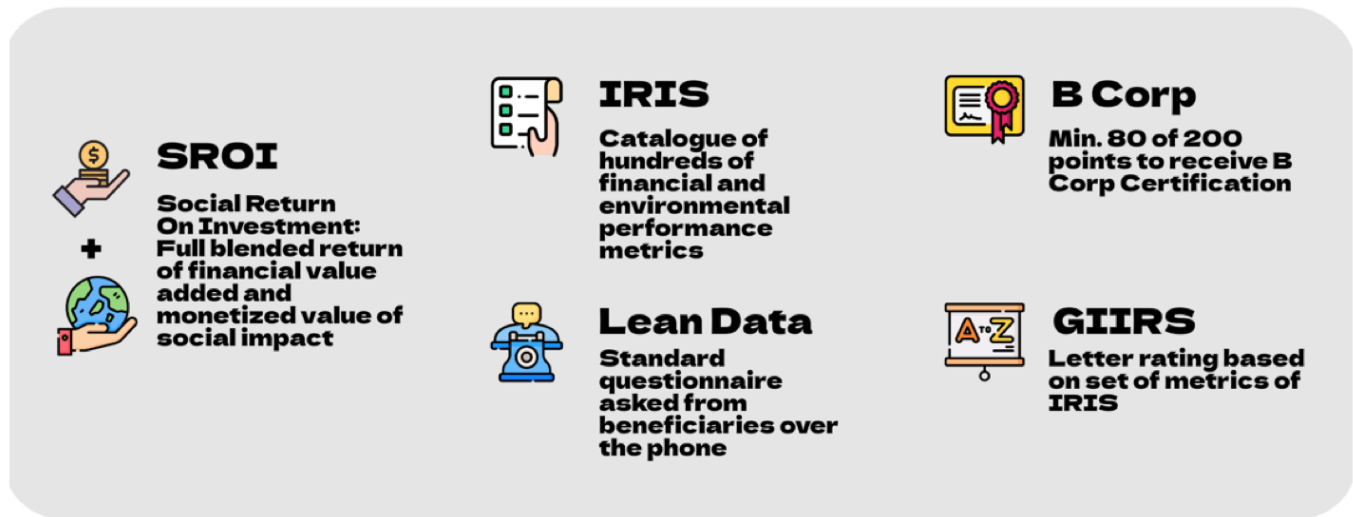 SROI
Social Return
On Investment:
Full blended return
of financial value
added and
monetized value of
social impact
IRIS
Catalogue of
hundreds of
financial and
environmental
performance
metrics
Lean Data
Standard
questionnaire
asked from
beneficiaries over
the phone
B Corp
Min. 80 of 200
points to receive B
Corp Certification
A TO Z
GIIRS
Letter rating based
on set of metrics of
IRIS